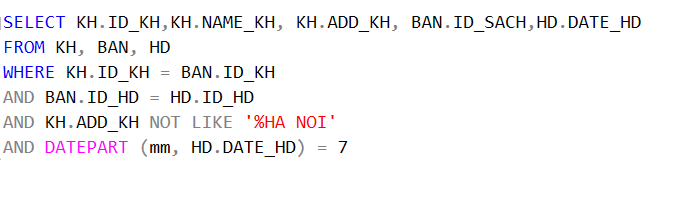 SELECT KH.ID_KH,KH.NAME_KH, KH.ADD_KH, BAN.ID_SACH,HD.DATE_HD
FROM KH, BAN, HD
WHERE KH.ID_KH = BAN.ID_KH
AND BAN.ID_HD = HD.ID_HD
AND KH.ADD_KH NOT LIKE '%HA NOI'
AND DATEPART (mm, HD.DATE_HD) = 7